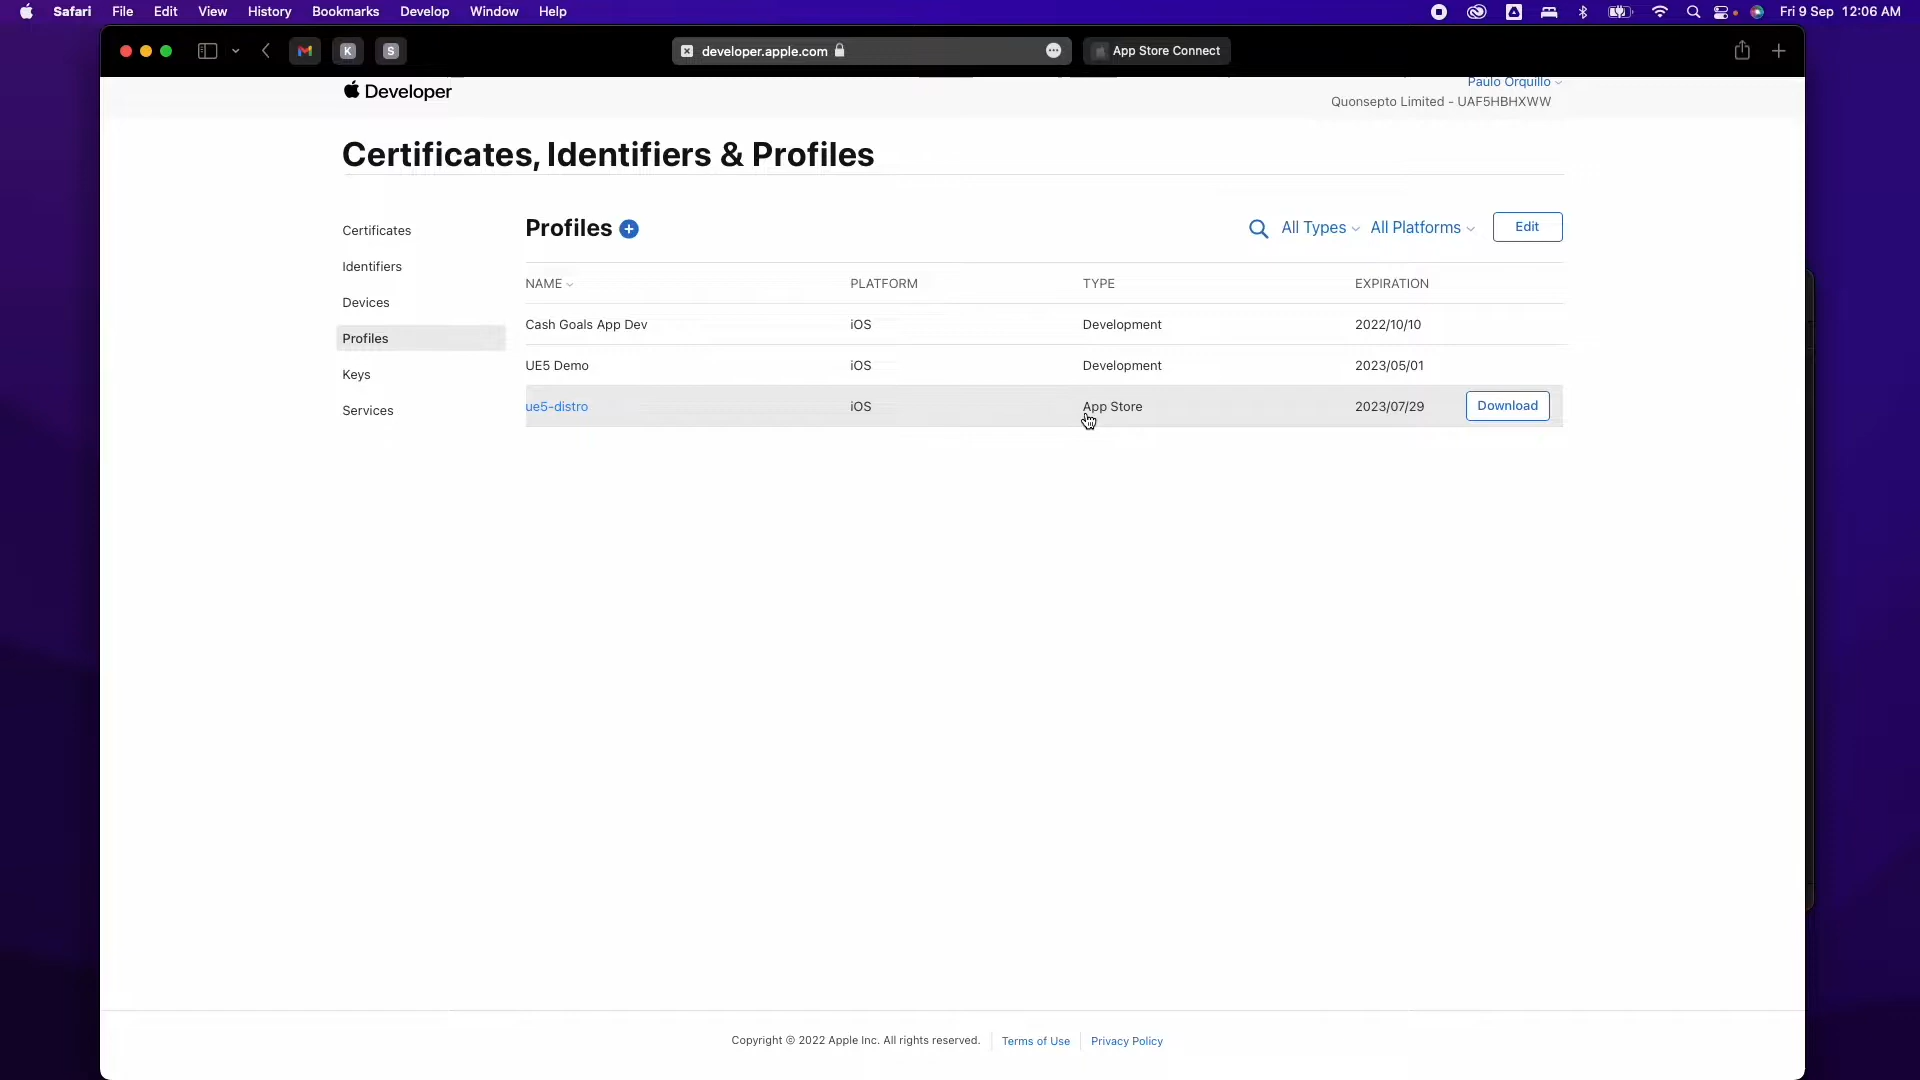 Safari File Edit View History Bookmarks Develop Window Help Fri 9 Sep 12:06 AM
K S developer.apple.com App Store Connect
Developer
Paulo Orquillo
Quonsepto Limited - UAF5HBHXWW
Certificates, Identifiers & Profiles
Certificates
Identifiers
Devices
Profiles
Keys
Services
Profiles All Types All Platforms Edit
NAME PLATFORM TYPE EXPIRATION
Cash Goals App Dev iOS Development 2022/10/10
UE5 Demo iOS Development 2023/05/01
ue5-distro iOS App Store 2023/07/29 Download
Copyright © 2022 Apple Inc. All rights reserved. Terms of Use Privacy Policy